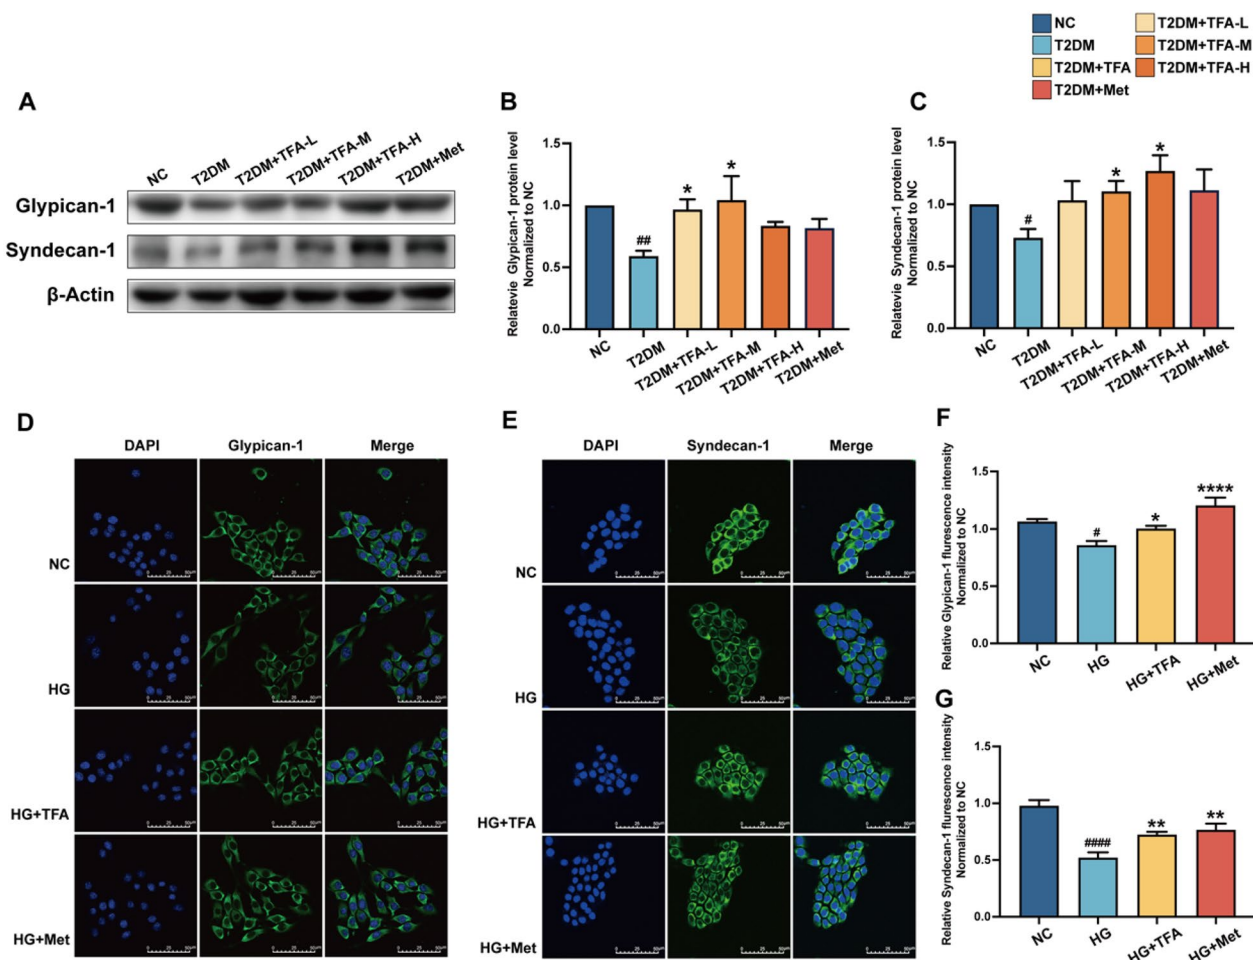 NC
T2DM
T2DM+TFA
T2DM+Met
T2DM+TFA-L
T2DM+TFA-M
T2DM+TFA-H
A
NC
T2DM
T2DM+TFA-L
T2DM+TFA-M
T2DM+TFA-H
T2DM+Met
Glypican-1
Syndecan-1
β-Actin
B
Relatevie Glypican-1 protein level
Normalized to NC
1.5
1.0
0.5
0.0
##
*
*
NC
T2DM
T2DM+TFA-L
T2DM+TFA-M
T2DM+TFA-H
T2DM+Met
C
Relatevie Syndecan-1 protein level
Normalized to NC
1.5
1.0
0.5
0.0
#
*
*
NC
T2DM
T2DM+TFA-L
T2DM+TFA-M
T2DM+TFA-H
T2DM+Met
D
DAPI Glypican-1 Merge
NC
HG
HG+TFA
HG+Met
E
DAPI Syndecan-1 Merge
NC
HG
HG+TFA
HG+Met
F
Relative Glypican-1 flurescence intensity
Normalized to NC
1.5
1.0
0.5
0.0
#
*
****
NC
HG
HG+TFA
HG+Met
G
Relative Syndecan-1 flurescence intensity
Normalized to NC
1.5
1.0
0.5
0.0
####
**
**
NC
HG
HG+TFA
HG+Met